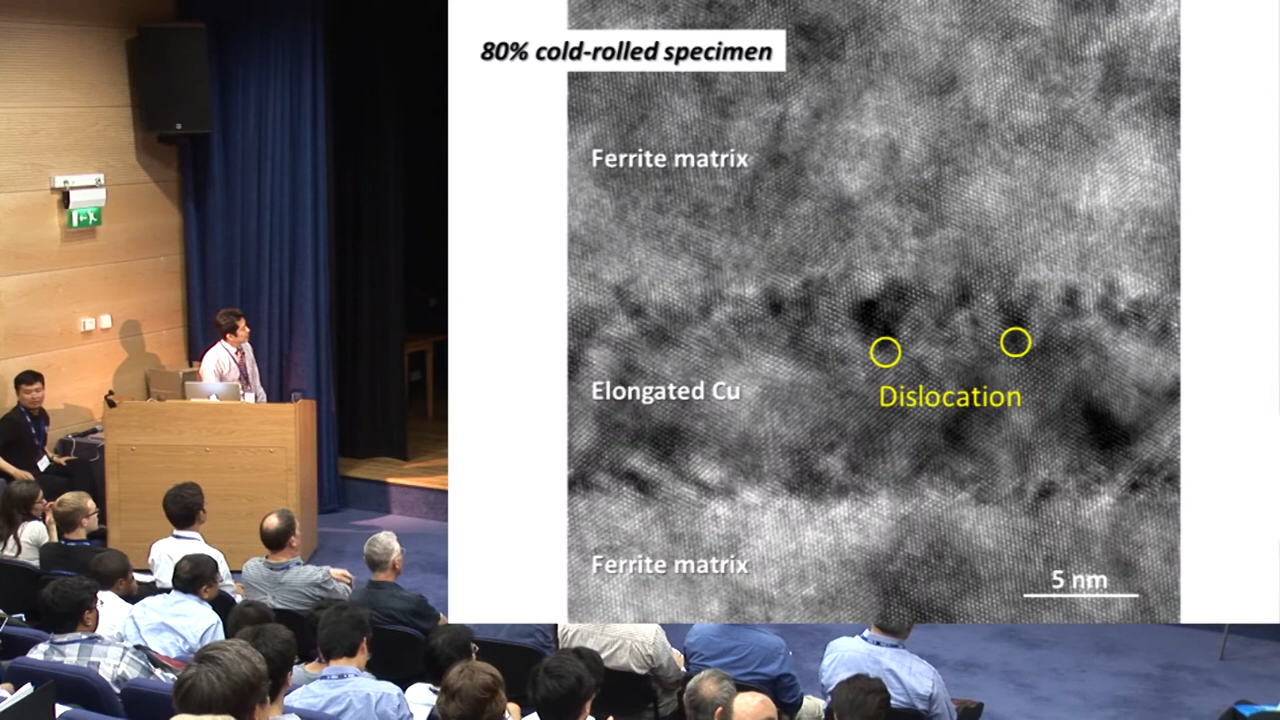 80% cold-rolled specimen
Ferrite matrix
Elongated Cu
Dislocation
Ferrite matrix
5 nm